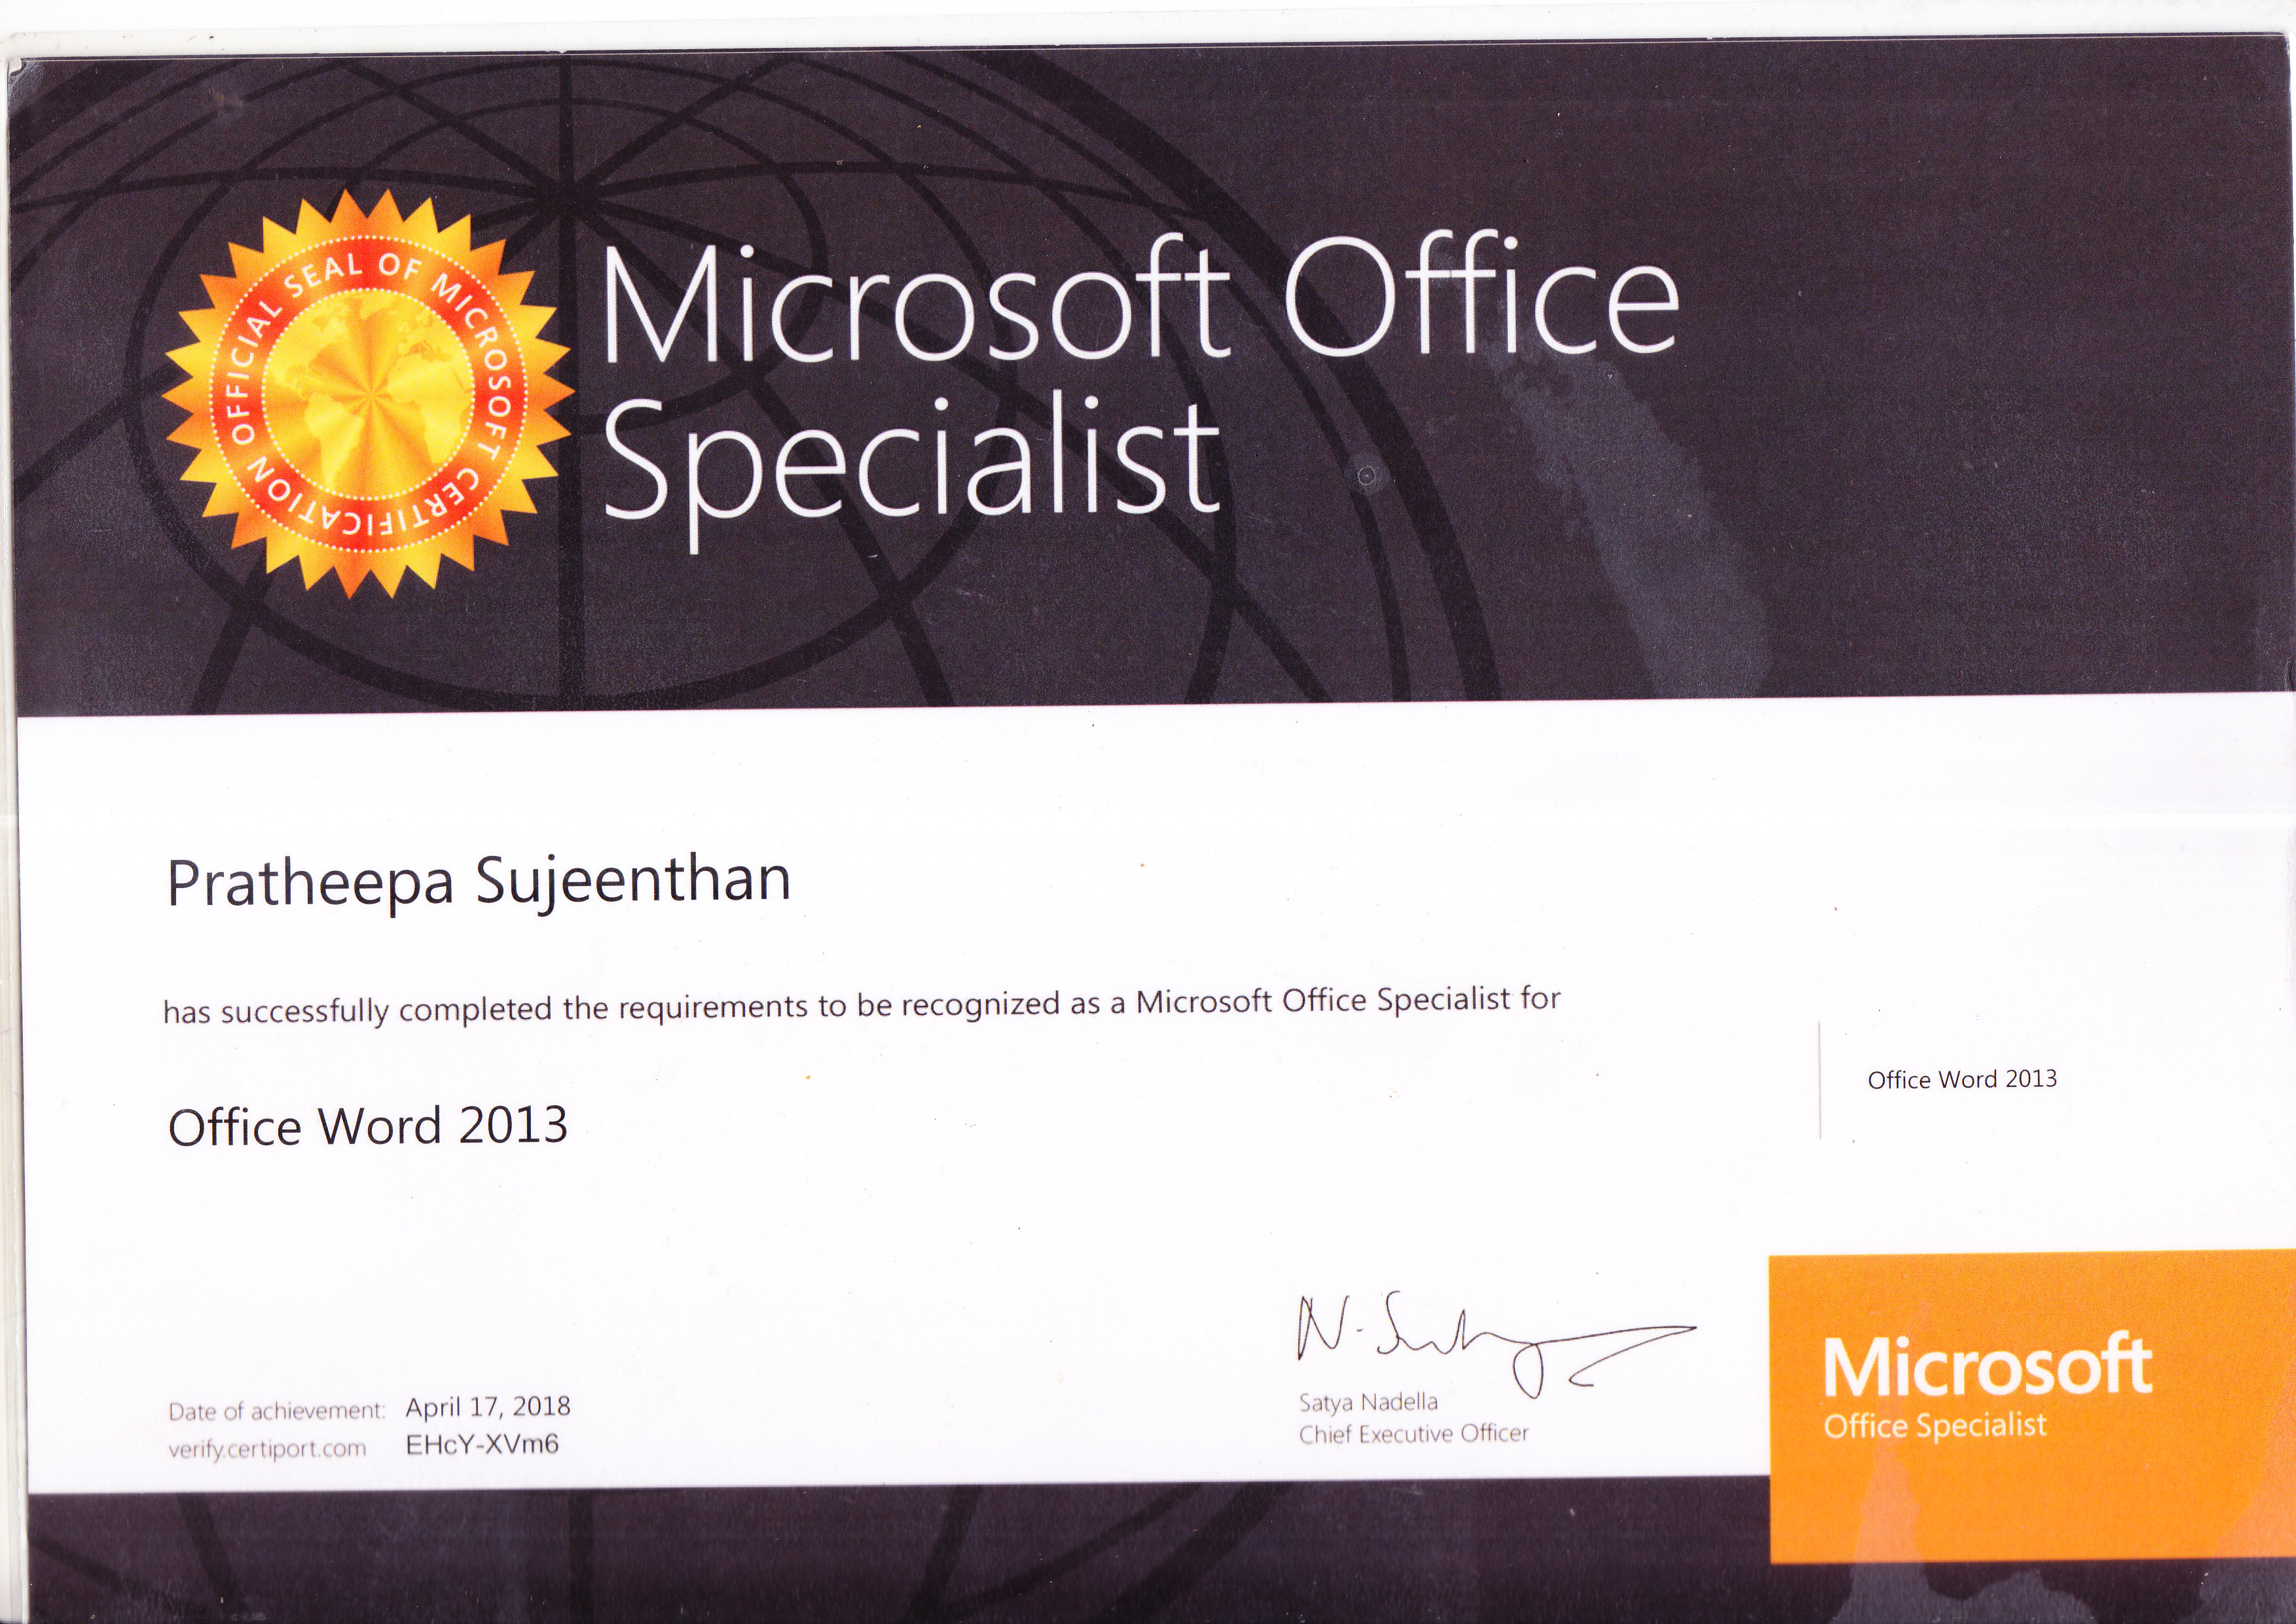 OFFICIAL SEAL OF MICROSOFT CERTIFICATION
Microsoft Office
Specialist
Pratheepa Sujeenthan
has successfully completed the requirements to be recognized as a Microsoft Office Specialist for
Office Word 2013
Office Word 2013
Date of achievement: April 17, 2018
verify.certiport.com EHcY-XVm6
Satya Nadella
Chief Executive Officer
Microsoft
Office Specialist